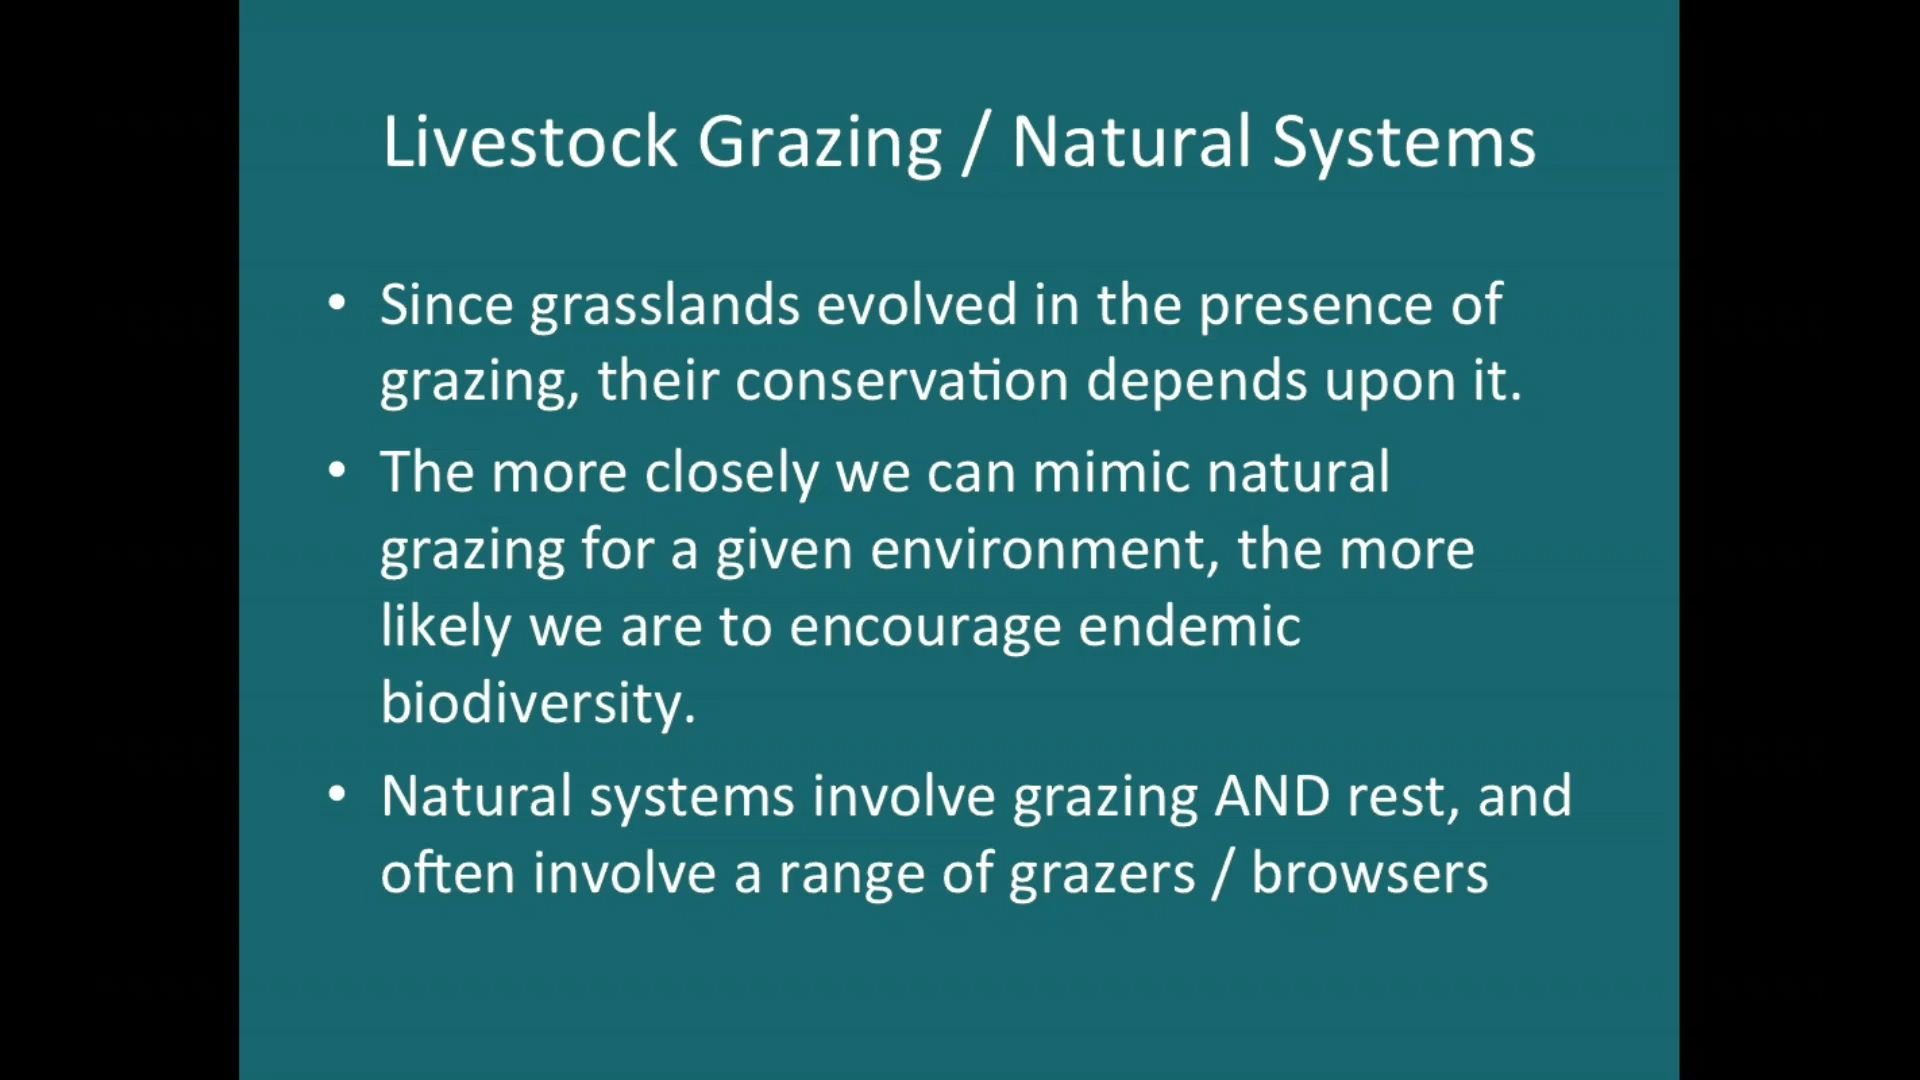 Livestock Grazing / Natural Systems
• Since grasslands evolved in the presence of
grazing, their conservation depends upon it.
• The more closely we can mimic natural
grazing for a given environment, the more
likely we are to encourage endemic
biodiversity.
• Natural systems involve grazing AND rest, and
often involve a range of grazers / browsers